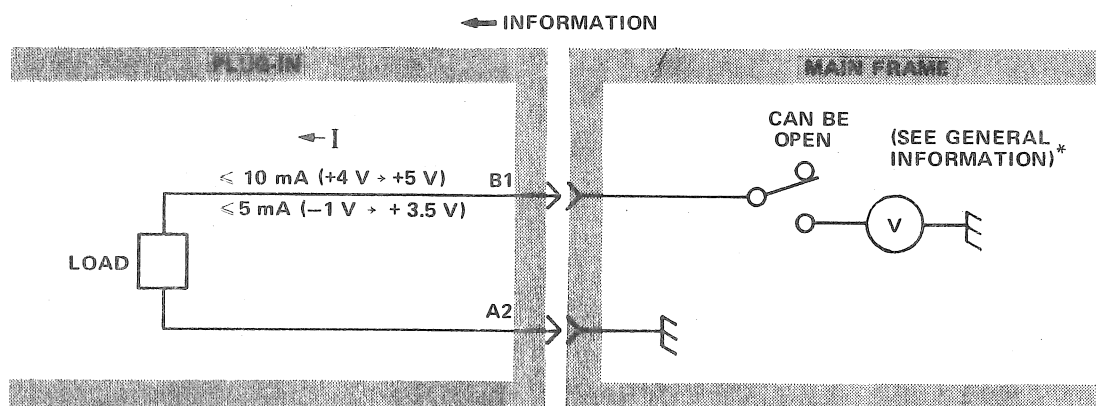 INFORMATION
PLUG-IN
MAIN FRAME
CAN BE
OPEN
(SEE GENERAL
INFORMATION)*
I
≤ 10 mA (+4 V → +5 V)
B1
≤ 5 mA (−1 V → + 3.5 V)
V
LOAD
A2